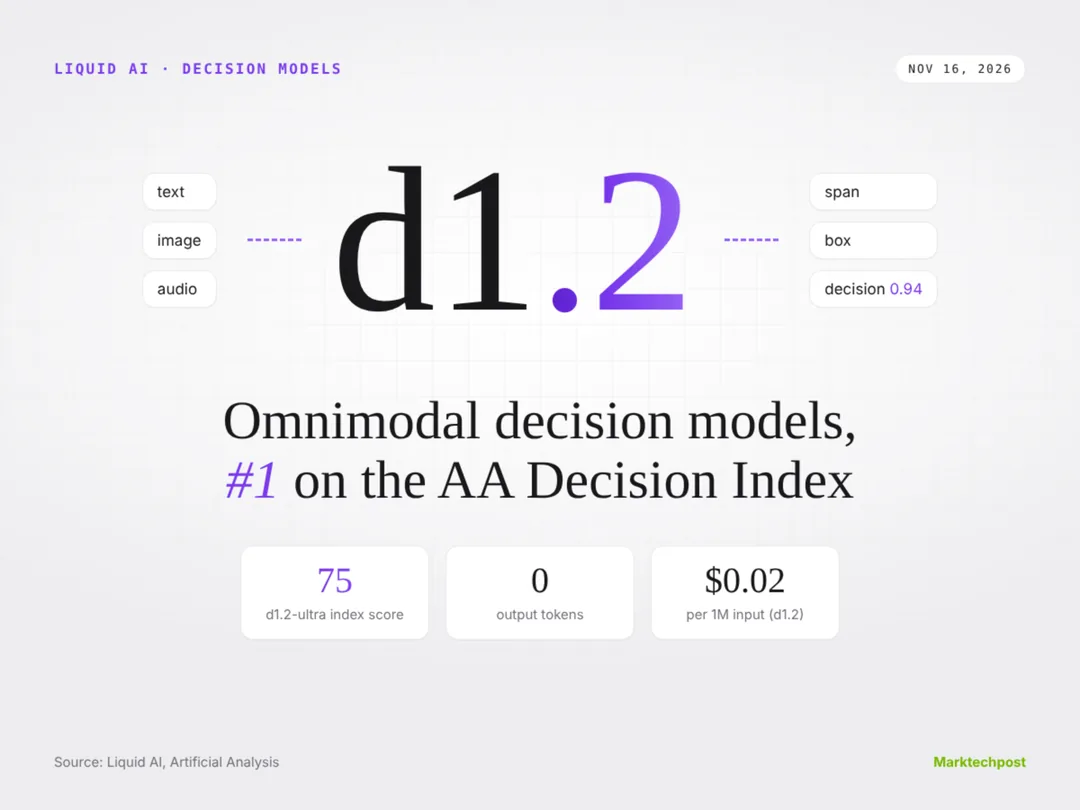 LIQUID AI · DECISION MODELS
NOV 16, 2026
text
image
audio
d1.2
span
box
decision 0.94
Omnimodal decision models,
#1 on the AA Decision Index
75
d1.2-ultra index score
0
output tokens
$0.02
per 1M input (d1.2)
Source: Liquid AI, Artificial Analysis
Marktechpost